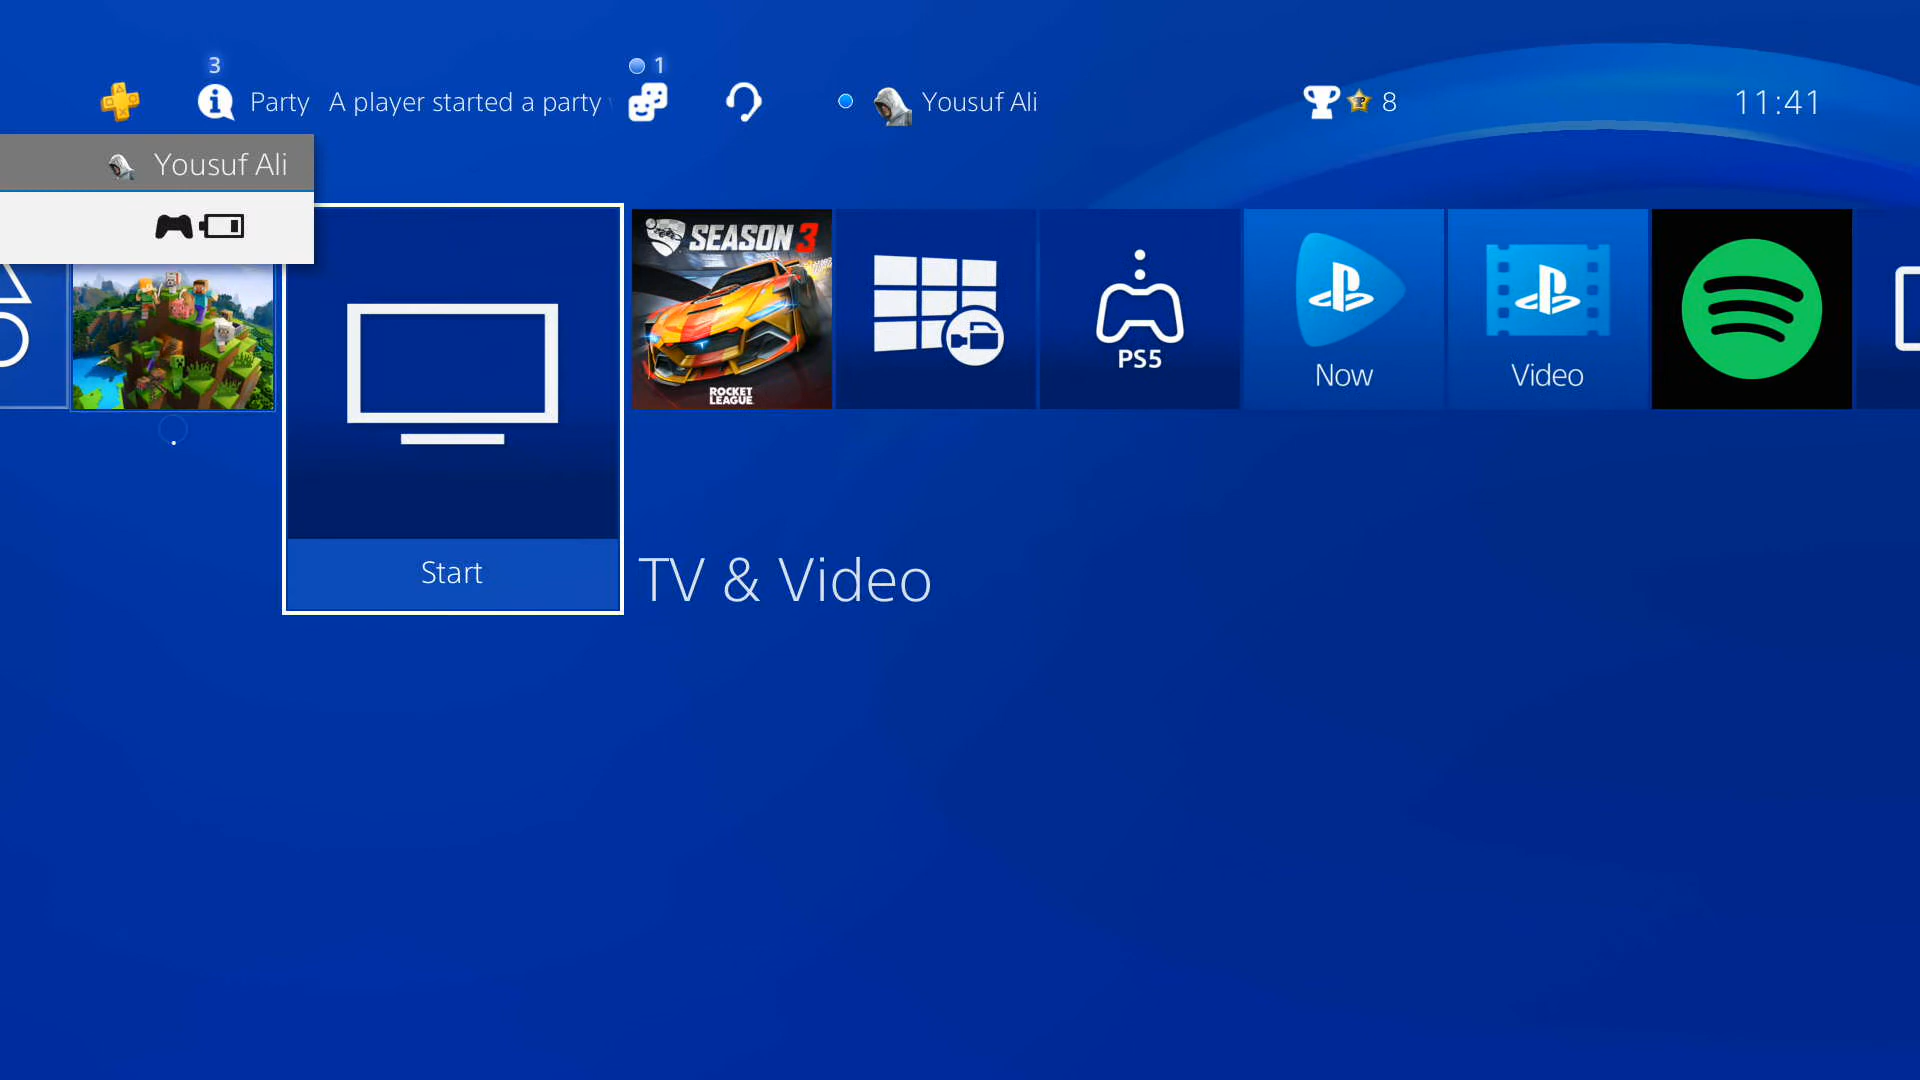 3
1
Party A player started a party
Yousuf Ali
8
11:41
Yousuf Ali
SEASON 3
ROCKET
LEAGUE
PS5
Now
Video
Start
TV & Video